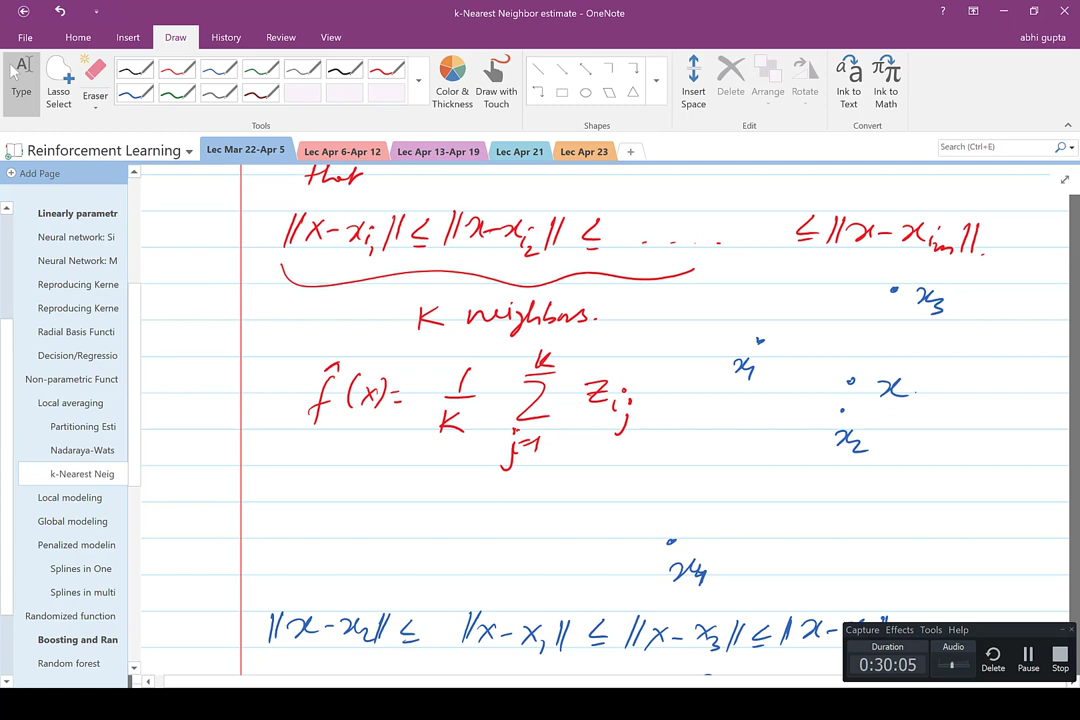 k-Nearest Neighbor estimate - OneNote
?
File Home Insert Draw History Review View abhi gupta
Type
Lasso Select
Eraser
Color & Thickness
Draw with Touch
Insert Space
Delete
Arrange
Rotate
Ink to Text
Ink to Math
Tools Shapes Edit Convert
Reinforcement Learning
Lec Mar 22-Apr 5 Lec Apr 6-Apr 12 Lec Apr 13-Apr 19 Lec Apr 21 Lec Apr 23 +
Search (Ctrl+E)
Add Page
Linearly parametr
Neural network: Si
Neural Network: M
Reproducing Kerne
Reproducing Kerne
Radial Basis Functi
Decision/Regressio
Non-parametric Funct
Local averaging
Partitioning Esti
Nadaraya-Wats
k-Nearest Neig
Local modeling
Global modeling
Penalized modelin
Splines in One
Splines in multi
Randomized function
Boosting and Ran
Random forest
that
||x-x_{i_1}|| ≤ ||x-x_{i_2}|| ≤ ..... ≤ ||x-x_{i_m}||.
x_3
K neighbors.
x_1
f̂(x) = 1/K ∑_{j=1}^{k} z_{i_j}
x
x_2
x_4
||x-x_2|| ≤ ||x-x_1|| ≤ ||x-x_3|| ≤ ||x-
Capture Effects Tools Help
Duration
0:30:05
Audio
Delete
Pause
Stop